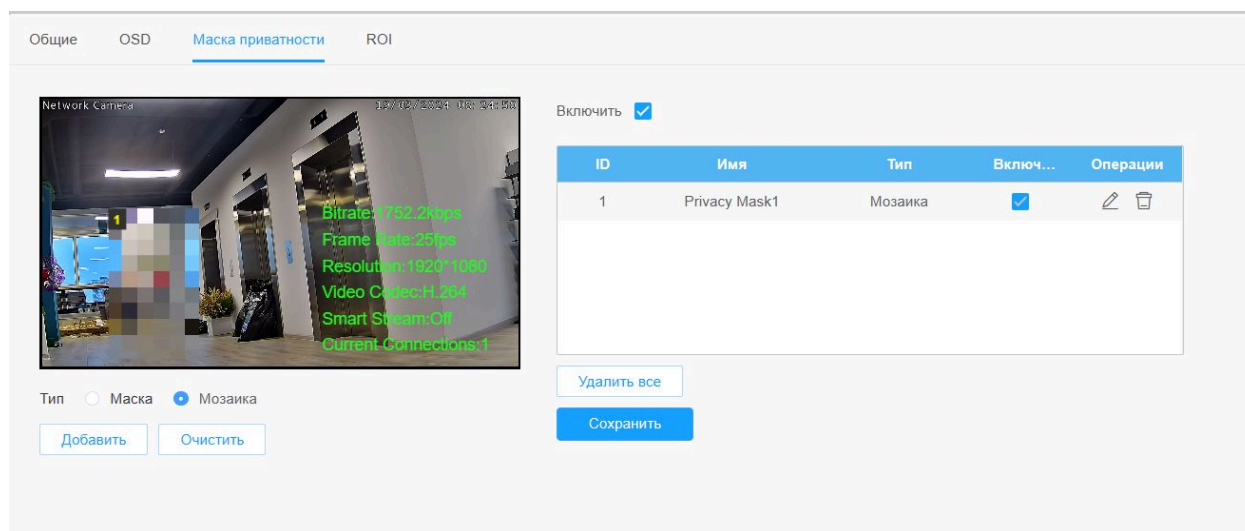 Общие OSD Маска приватности ROI
Network Camera
Включить
ID Имя Тип Включ... Операции
1 Privacy Mask1 Мозаика
1
Bitrate:1752.2kbps
Frame Rate:25fps
Resolution:1920*1080
Video Codec:H.264
Smart Stream:Off
Current Connections:1
Удалить все
Тип Маска Мозаика
Сохранить
Добавить Очистить